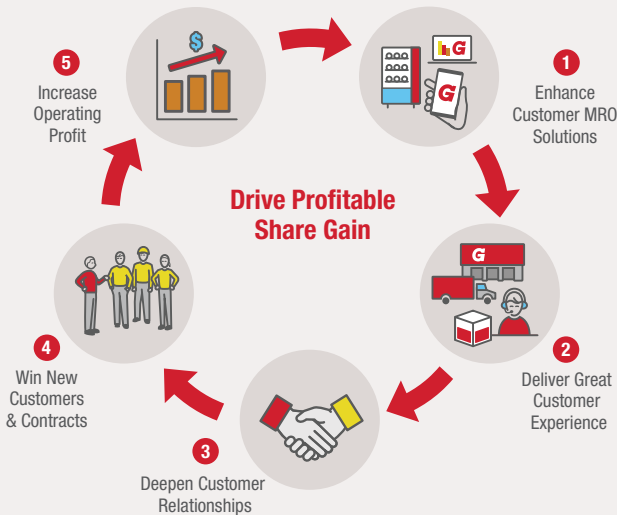 Drive Profitable
Share Gain
1
Enhance
Customer MRO
Solutions
2
Deliver Great
Customer
Experience
3
Deepen Customer
Relationships
4
Win New
Customers
& Contracts
5
Increase
Operating
Profit
$
G
G
G